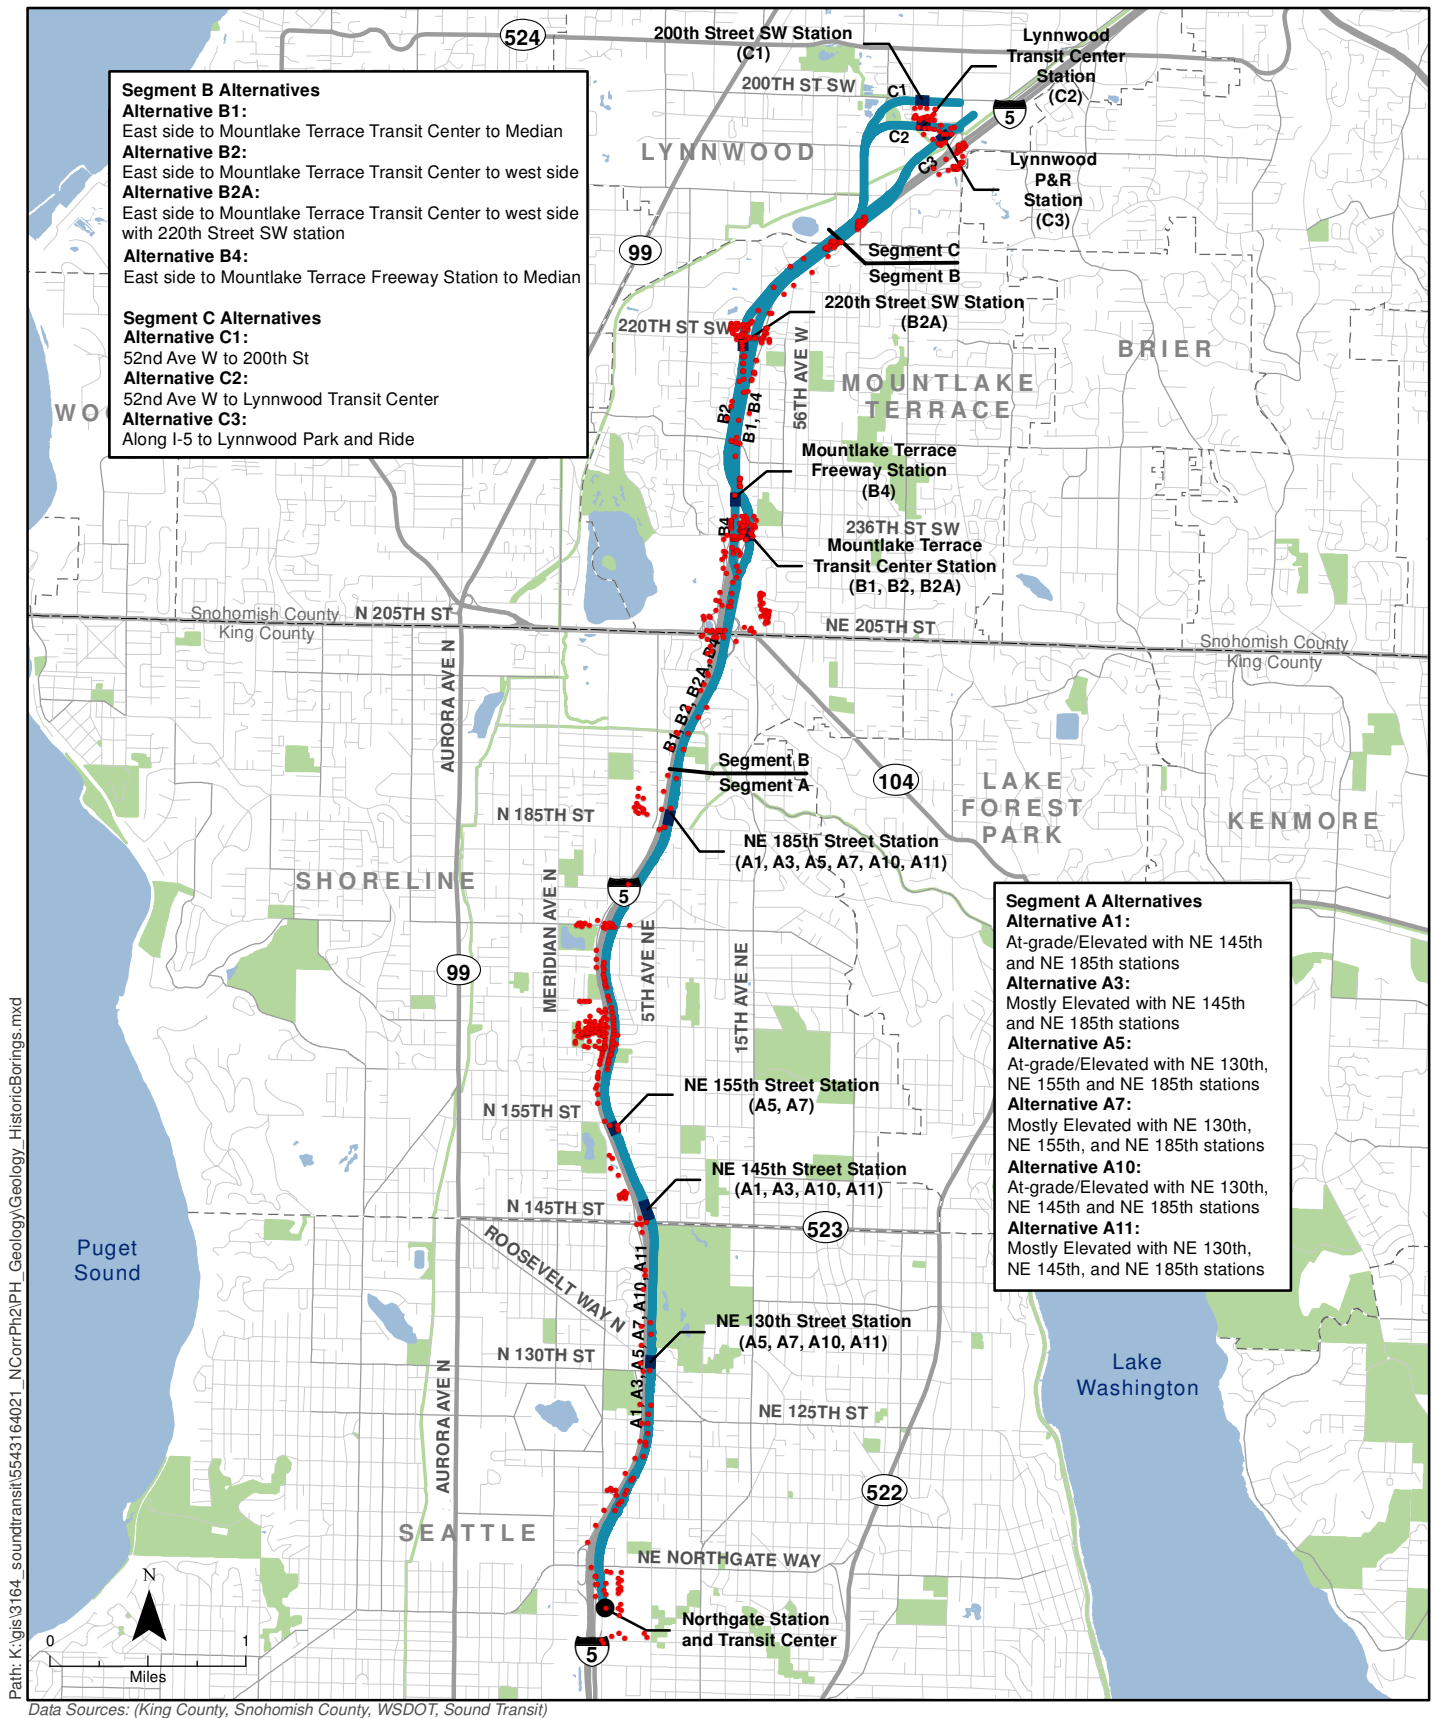 524
200th Street SW Station
(C1)
Lynnwood
Transit Center
Station
(C2)
200TH ST SW
C1
5
C2
C3
LYNNWOOD
Lynnwood
P&R
Station
(C3)
Segment B Alternatives
Alternative B1:
East side to Mountlake Terrace Transit Center to Median
Alternative B2:
East side to Mountlake Terrace Transit Center to west side
Alternative B2A:
East side to Mountlake Terrace Transit Center to west side
with 220th Street SW station
Alternative B4:
East side to Mountlake Terrace Freeway Station to Median
Segment C Alternatives
Alternative C1:
52nd Ave W to 200th St
Alternative C2:
52nd Ave W to Lynnwood Transit Center
Alternative C3:
Along I-5 to Lynnwood Park and Ride
99
Segment C
Segment B
220th Street SW Station
(B2A)
220TH ST SW
56TH AVE W
BRIER
MOUNTLAKE
TERRACE
WO
B2
B1, B4
Mountlake Terrace
Freeway Station
(B4)
B4
236TH ST SW
Mountlake Terrace
Transit Center Station
(B1, B2, B2A)
Snohomish County
King County
N 205TH ST
NE 205TH ST
Snohomish County
King County
AURORA AVE N
B1, B2, B2A, B4
Segment B
Segment A
104
LAKE
FOREST
PARK
KENMORE
N 185TH ST
NE 185th Street Station
(A1, A3, A5, A7, A10, A11)
SHORELINE
5
MERIDIAN AVE N
5TH AVE NE
15TH AVE NE
99
Segment A Alternatives
Alternative A1:
At-grade/Elevated with NE 145th
and NE 185th stations
Alternative A3:
Mostly Elevated with NE 145th
and NE 185th stations
Alternative A5:
At-grade/Elevated with NE 130th,
NE 155th and NE 185th stations
Alternative A7:
Mostly Elevated with NE 130th,
NE 155th, and NE 185th stations
Alternative A10:
At-grade/Elevated with NE 130th,
NE 145th and NE 185th stations
Alternative A11:
Mostly Elevated with NE 130th,
NE 145th, and NE 185th stations
NE 155th Street Station
(A5, A7)
N 155TH ST
NE 145th Street Station
(A1, A3, A10, A11)
N 145TH ST
523
ROOSEVELT WAY N
Puget
Sound
A1, A3, A5, A7, A10, A11
NE 130th Street Station
(A5, A7, A10, A11)
N 130TH ST
Lake
Washington
AURORA AVE N
NE 125TH ST
522
SEATTLE
NE NORTHGATE WAY
N
Northgate Station
and Transit Center
5
0 1
Miles
Path: K:\gis\3164_soundtransit\5543164021_NCorrPh2\PH_Geology\Geology_HistoricBorings.mxd
Data Sources: (King County, Snohomish County, WSDOT, Sound Transit)